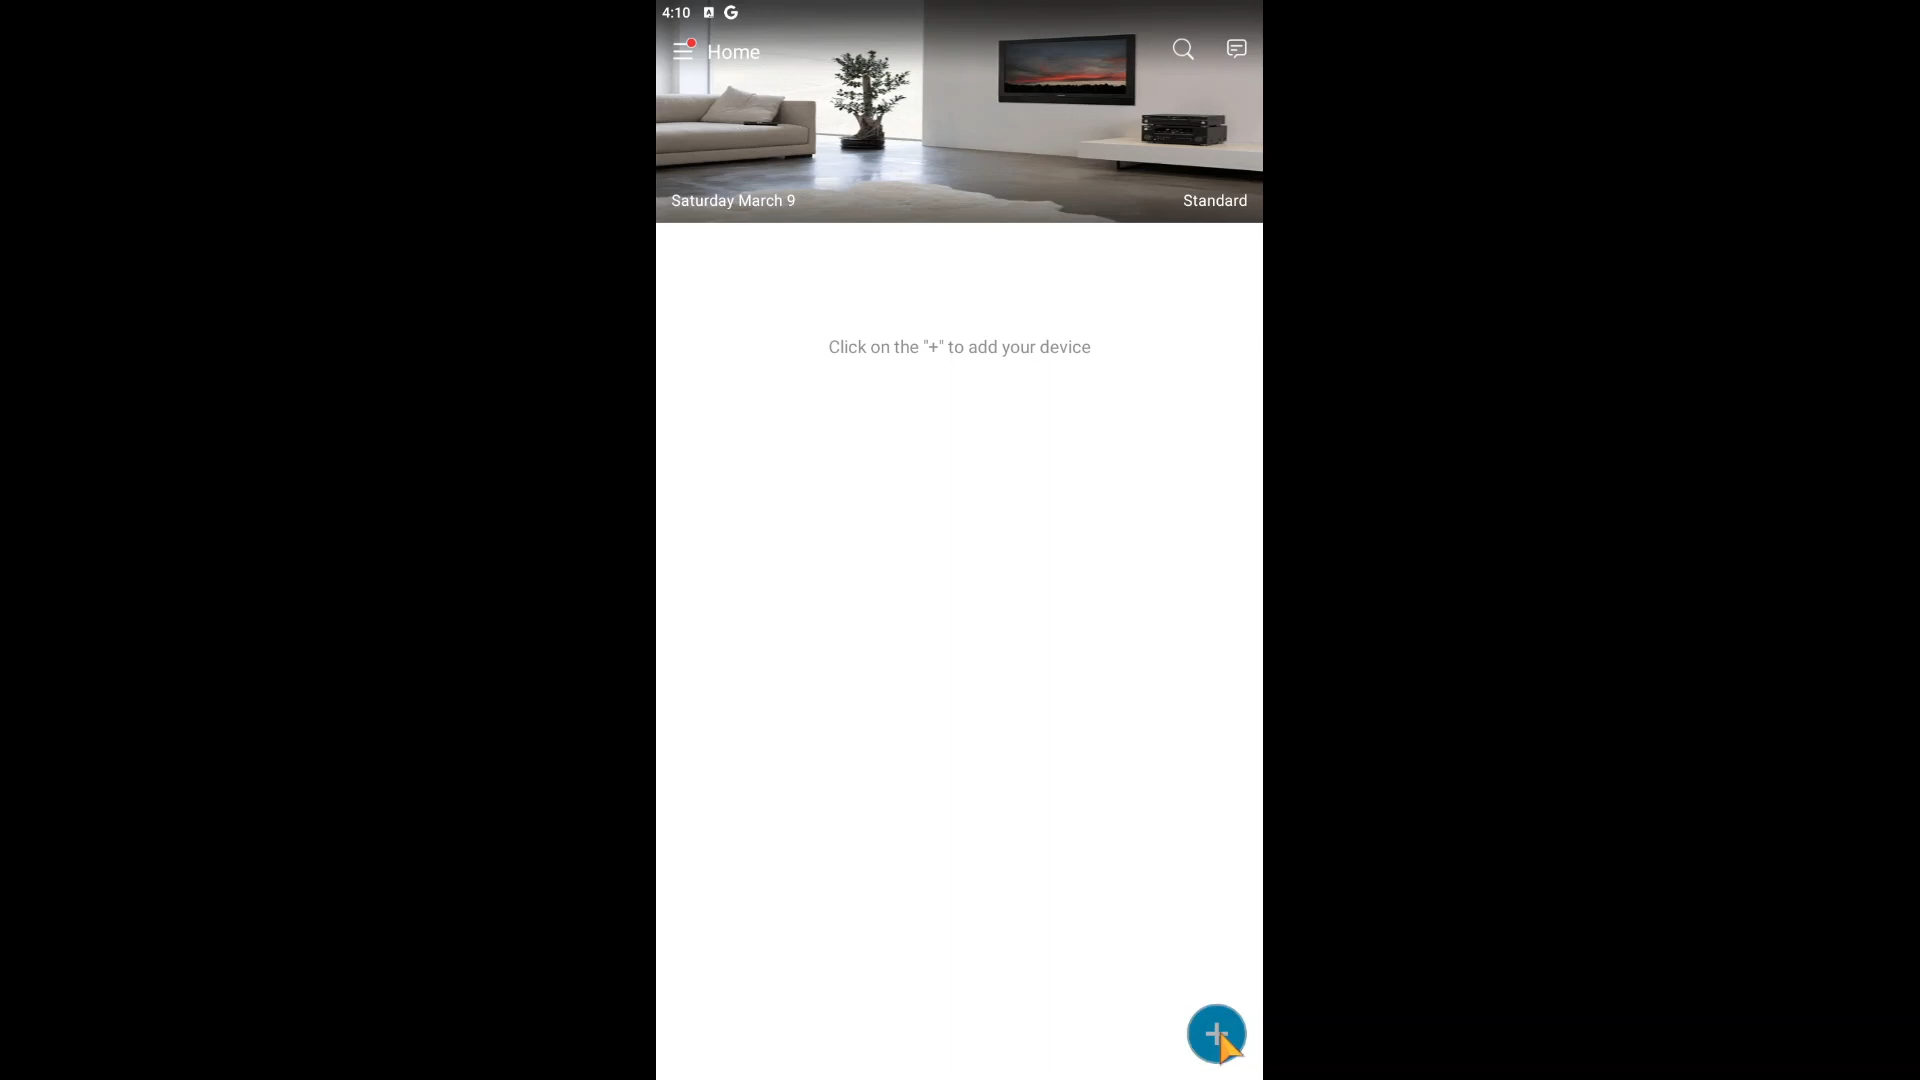 4:10
Home
Saturday March 9
Standard
Click on the "+" to add your device